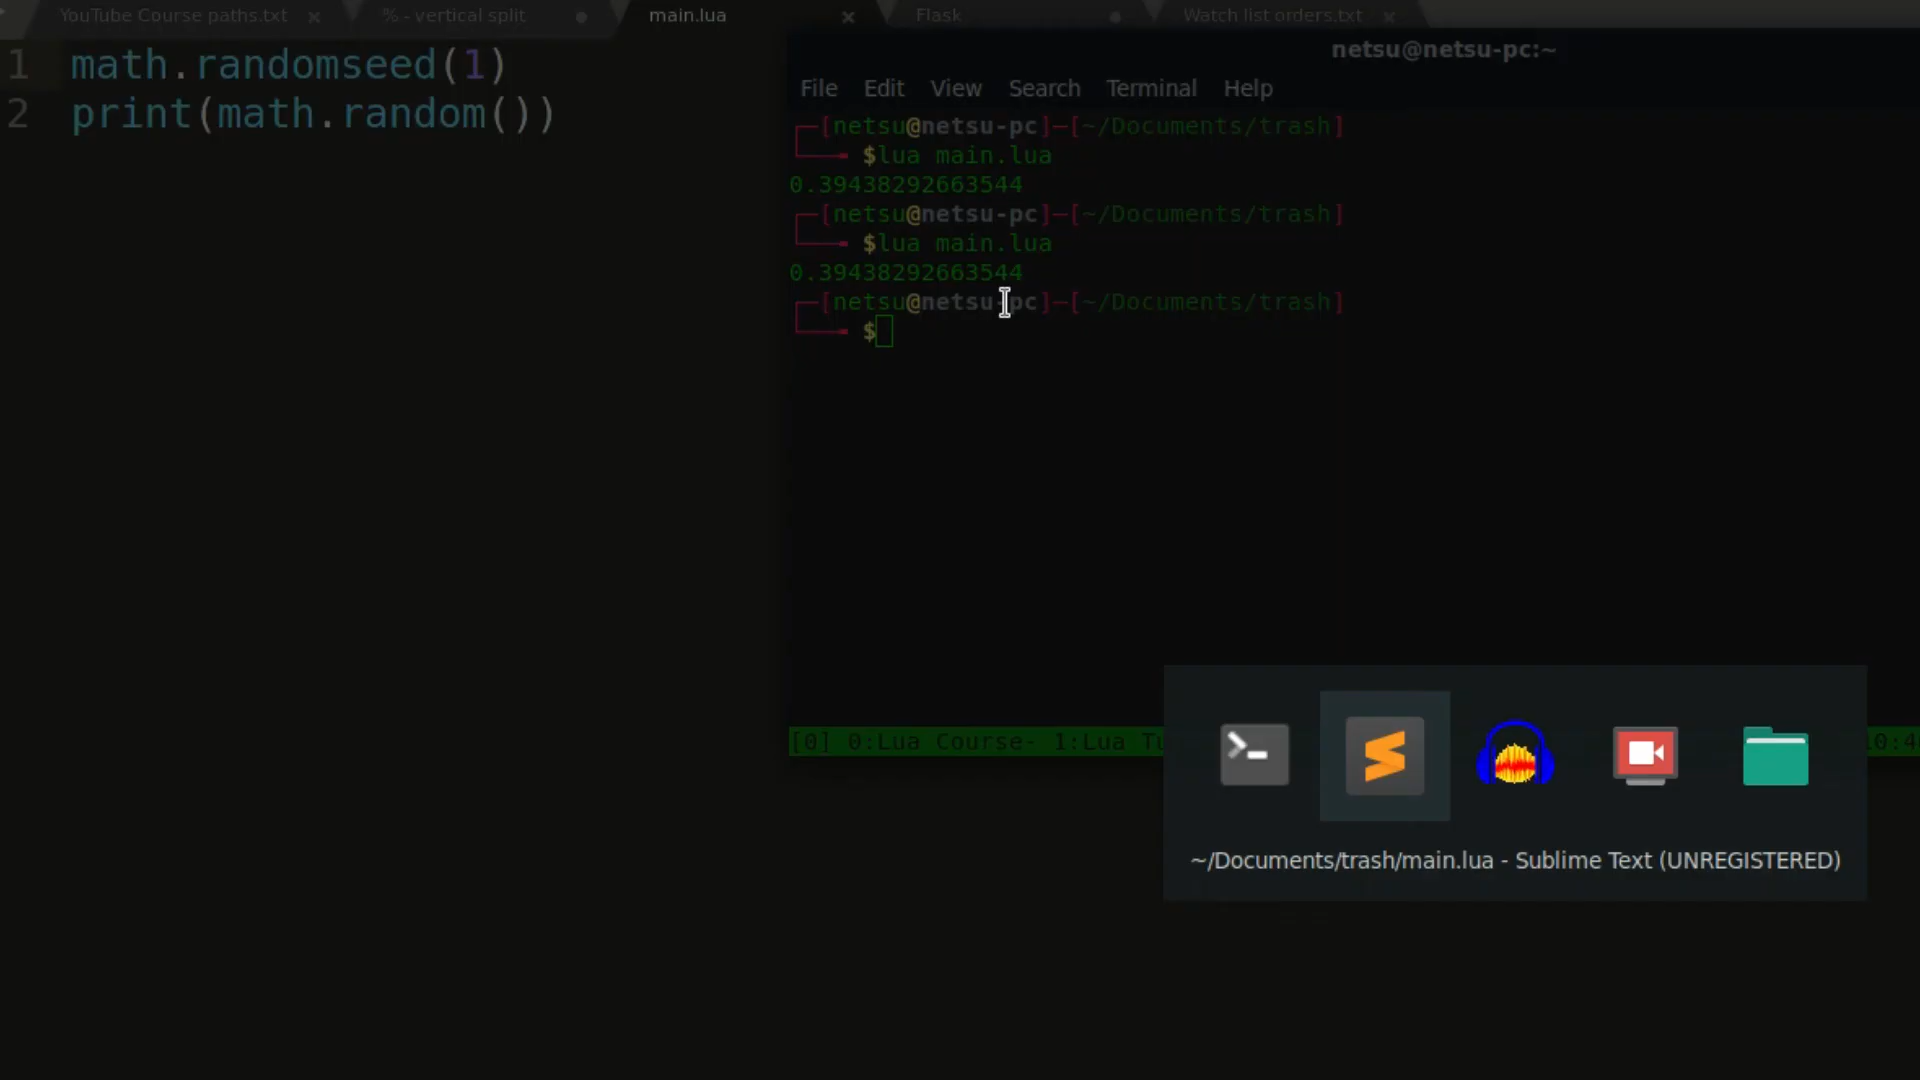 YouTube Course paths.txt
% - vertical split
main.lua
Flask
Watch list orders.txt
1 math.randomseed(1)
2 print(math.random())
netsu@netsu-pc:~
File Edit View Search Terminal Help
[netsu@netsu-pc]─[~/Documents/trash]
$lua main.lua
0.39438292663544
[netsu@netsu-pc]─[~/Documents/trash]
$lua main.lua
0.39438292663544
[netsu@netsu-pc]─[~/Documents/trash]
$
[0] 0:Lua Course- 1:Lua
~/Documents/trash/main.lua - Sublime Text (UNREGISTERED)